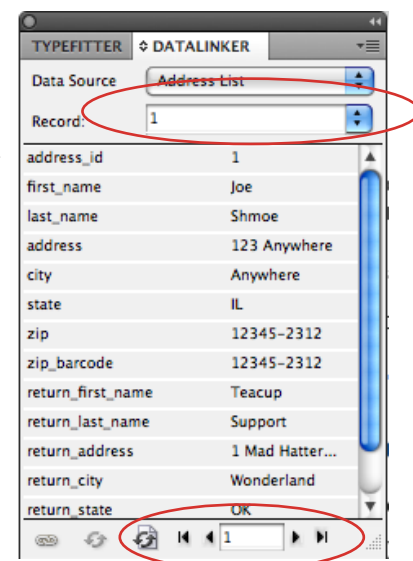 TYPEFITTER DATALINKER
Data Source Address List
Record: 1
address_id 1
first_name Joe
last_name Shmoe
address 123 Anywhere
city Anywhere
state IL
zip 12345-2312
zip_barcode 12345-2312
return_first_name Teacup
return_last_name Support
return_address 1 Mad Hatter...
return_city Wonderland
return_state OK
1